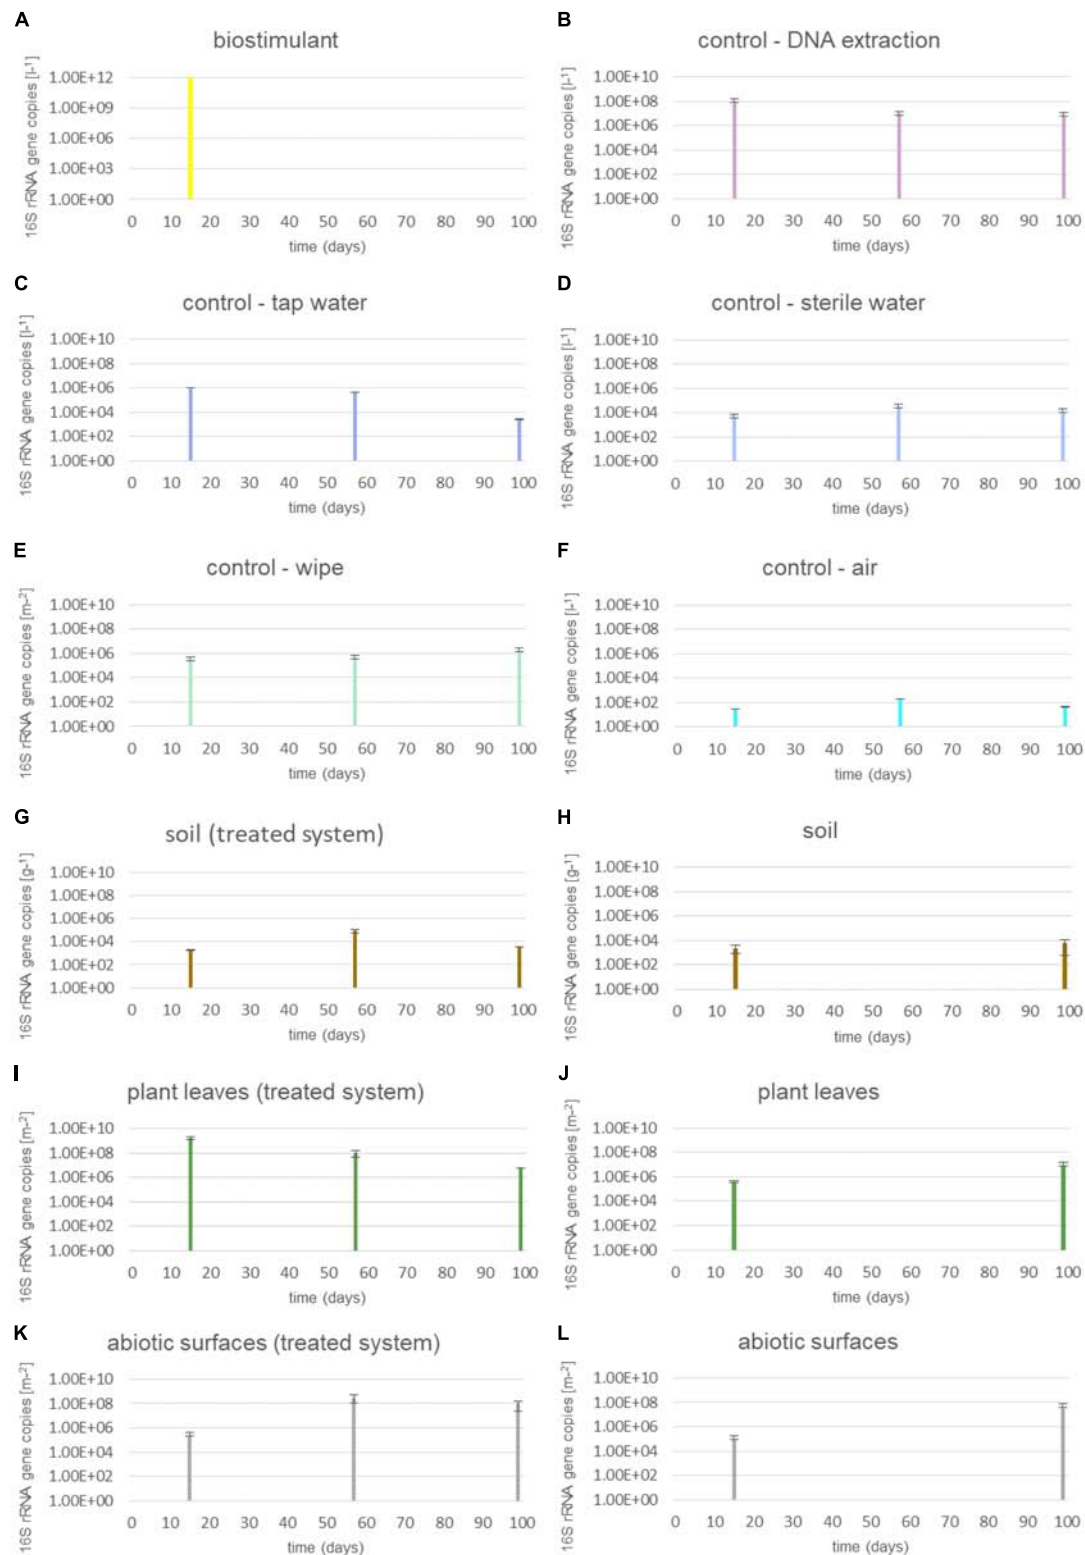 A
biostimulant
16S rRNA gene copies [l-¹]
1.00E+12
1.00E+09
1.00E+06
1.00E+03
1.00E+00
0 10 20 30 40 50 60 70 80 90 100
time (days)
B
control - DNA extraction
16S rRNA gene copies [l-¹]
1.00E+10
1.00E+08
1.00E+06
1.00E+04
1.00E+02
1.00E+00
0 10 20 30 40 50 60 70 80 90 100
time (days)
C
control - tap water
16S rRNA gene copies [l-¹]
1.00E+10
1.00E+08
1.00E+06
1.00E+04
1.00E+02
1.00E+00
0 10 20 30 40 50 60 70 80 90 100
time (days)
D
control - sterile water
16S rRNA gene copies [l-¹]
1.00E+10
1.00E+08
1.00E+06
1.00E+04
1.00E+02
1.00E+00
0 10 20 30 40 50 60 70 80 90 100
time (days)
E
control - wipe
16S rRNA gene copies [m-²]
1.00E+10
1.00E+08
1.00E+06
1.00E+04
1.00E+02
1.00E+00
0 10 20 30 40 50 60 70 80 90 100
time (days)
F
control - air
16S rRNA gene copies [l-¹]
1.00E+10
1.00E+08
1.00E+06
1.00E+04
1.00E+02
1.00E+00
0 10 20 30 40 50 60 70 80 90 100
time (days)
G
soil (treated system)
16S rRNA gene copies [g-¹]
1.00E+10
1.00E+08
1.00E+06
1.00E+04
1.00E+02
1.00E+00
0 10 20 30 40 50 60 70 80 90 100
time (days)
H
soil
16S rRNA gene copies [g-¹]
1.00E+10
1.00E+08
1.00E+06
1.00E+04
1.00E+02
1.00E+00
0 10 20 30 40 50 60 70 80 90 100
time (days)
I
plant leaves (treated system)
16S rRNA gene copies [m-²]
1.00E+10
1.00E+08
1.00E+06
1.00E+04
1.00E+02
1.00E+00
0 10 20 30 40 50 60 70 80 90 100
time (days)
J
plant leaves
16S rRNA gene copies [m-²]
1.00E+10
1.00E+08
1.00E+06
1.00E+04
1.00E+02
1.00E+00
0 10 20 30 40 50 60 70 80 90 100
time (days)
K
abiotic surfaces (treated system)
16S rRNA gene copies [m-²]
1.00E+10
1.00E+08
1.00E+06
1.00E+04
1.00E+02
1.00E+00
0 10 20 30 40 50 60 70 80 90 100
time (days)
L
abiotic surfaces
16S rRNA gene copies [m-²]
1.00E+10
1.00E+08
1.00E+06
1.00E+04
1.00E+02
1.00E+00
0 10 20 30 40 50 60 70 80 90 100
time (days)